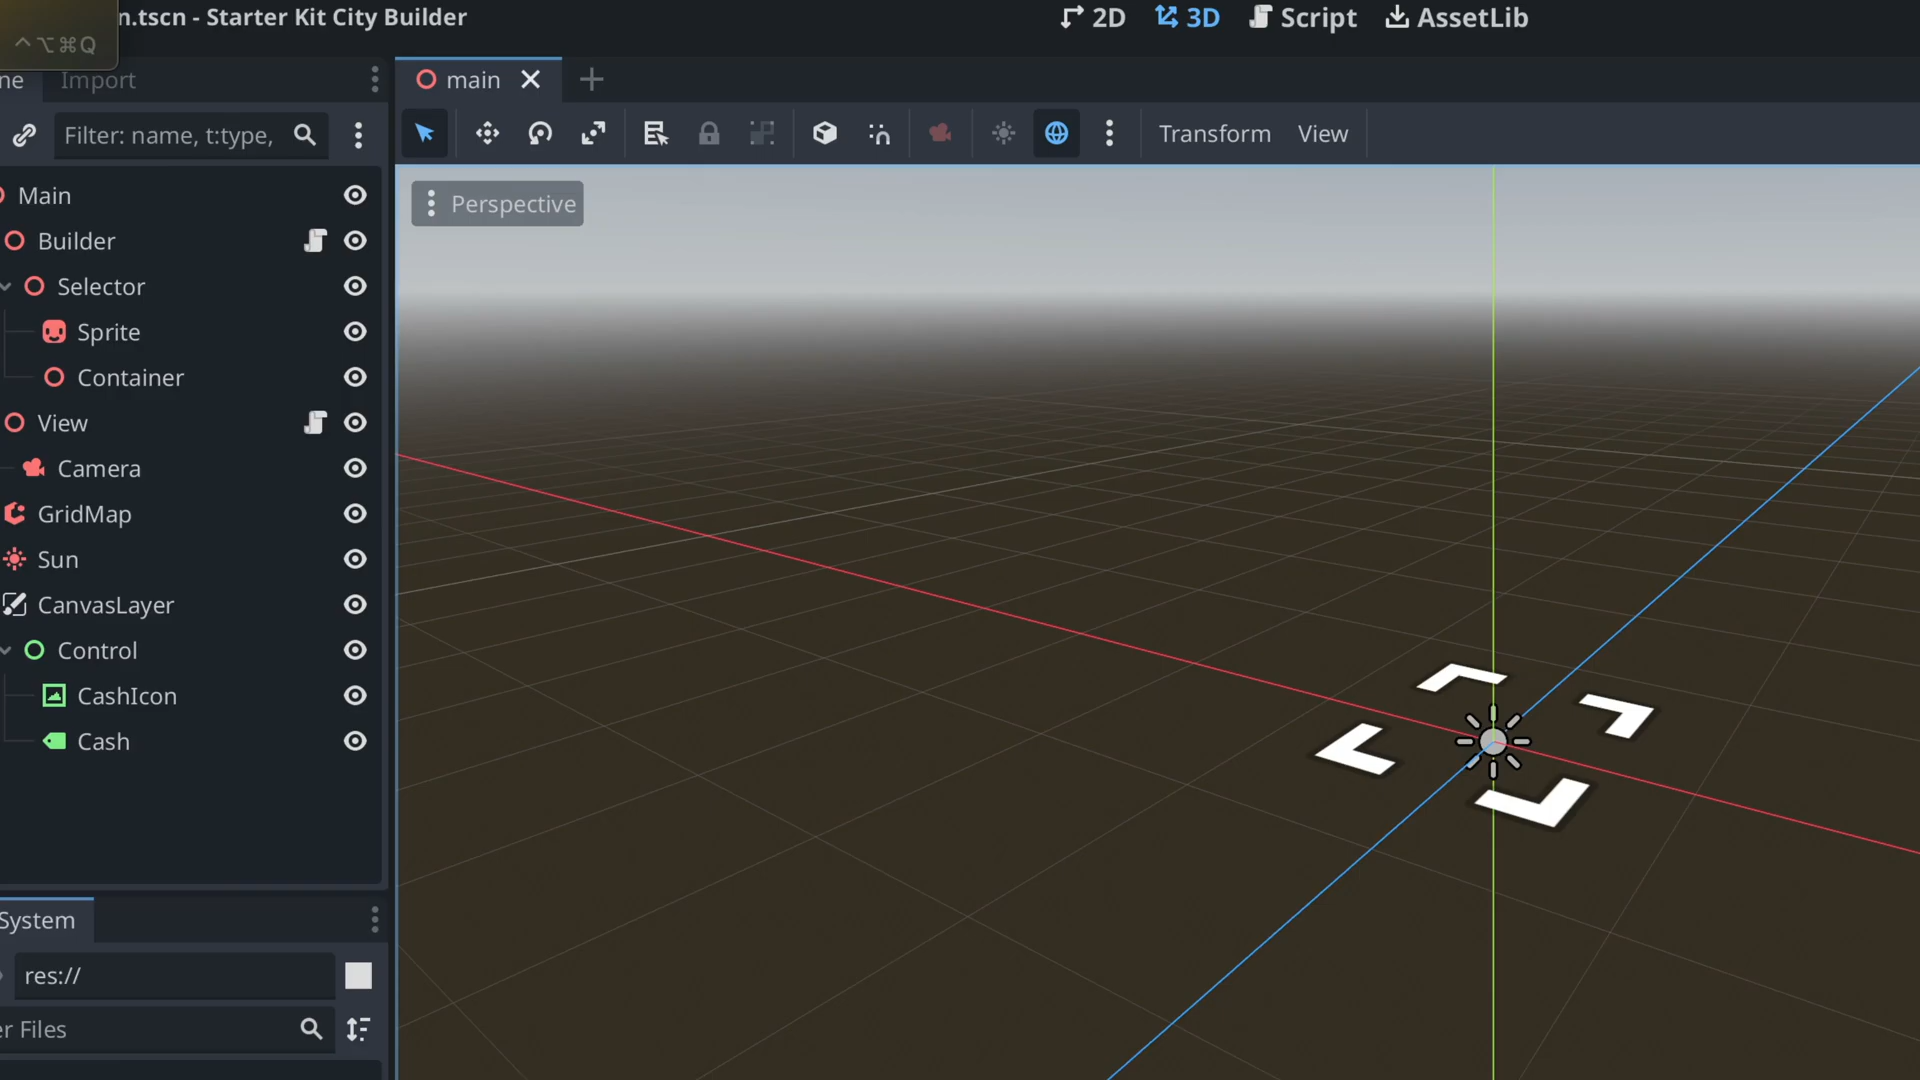 n.tscn - Starter Kit City Builder
2D
3D
Script
AssetLib
^⌥⌘Q
ne
Import
main
Filter: name, t:type,
Transform
View
Perspective
Main
Builder
Selector
Sprite
Container
View
Camera
GridMap
Sun
CanvasLayer
Control
CashIcon
Cash
System
res://
er Files